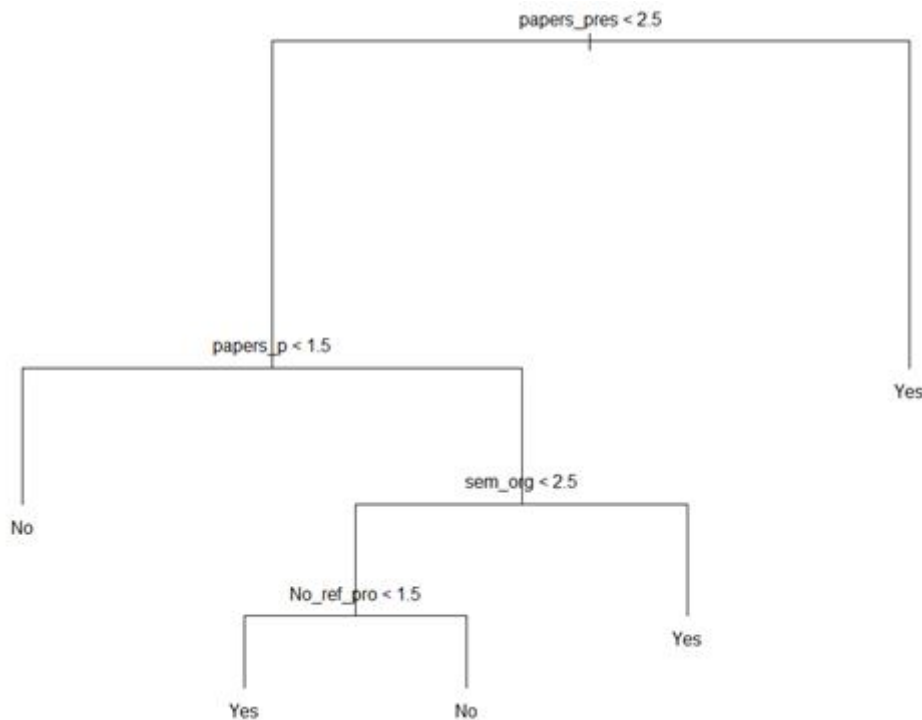 papers_pres < 2.5
papers_p < 1.5
Yes
sem_org < 2.5
No
No_ref_pro < 1.5
Yes
Yes
No